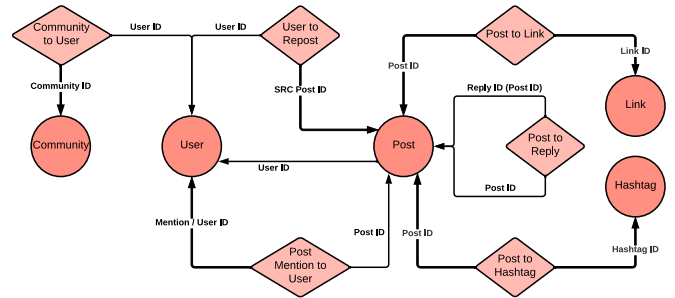 Community
to User
User ID
User ID
User to
Repost
Post to Link
Post ID
Link ID
Community ID
SRC Post ID
Reply ID (Post ID)
Link
Community
User
Post
Post to
Reply
User ID
Post ID
Hashtag
Mention / User ID
Post ID
Post ID
Hashtag ID
Post
Mention to
User
Post to
Hashtag